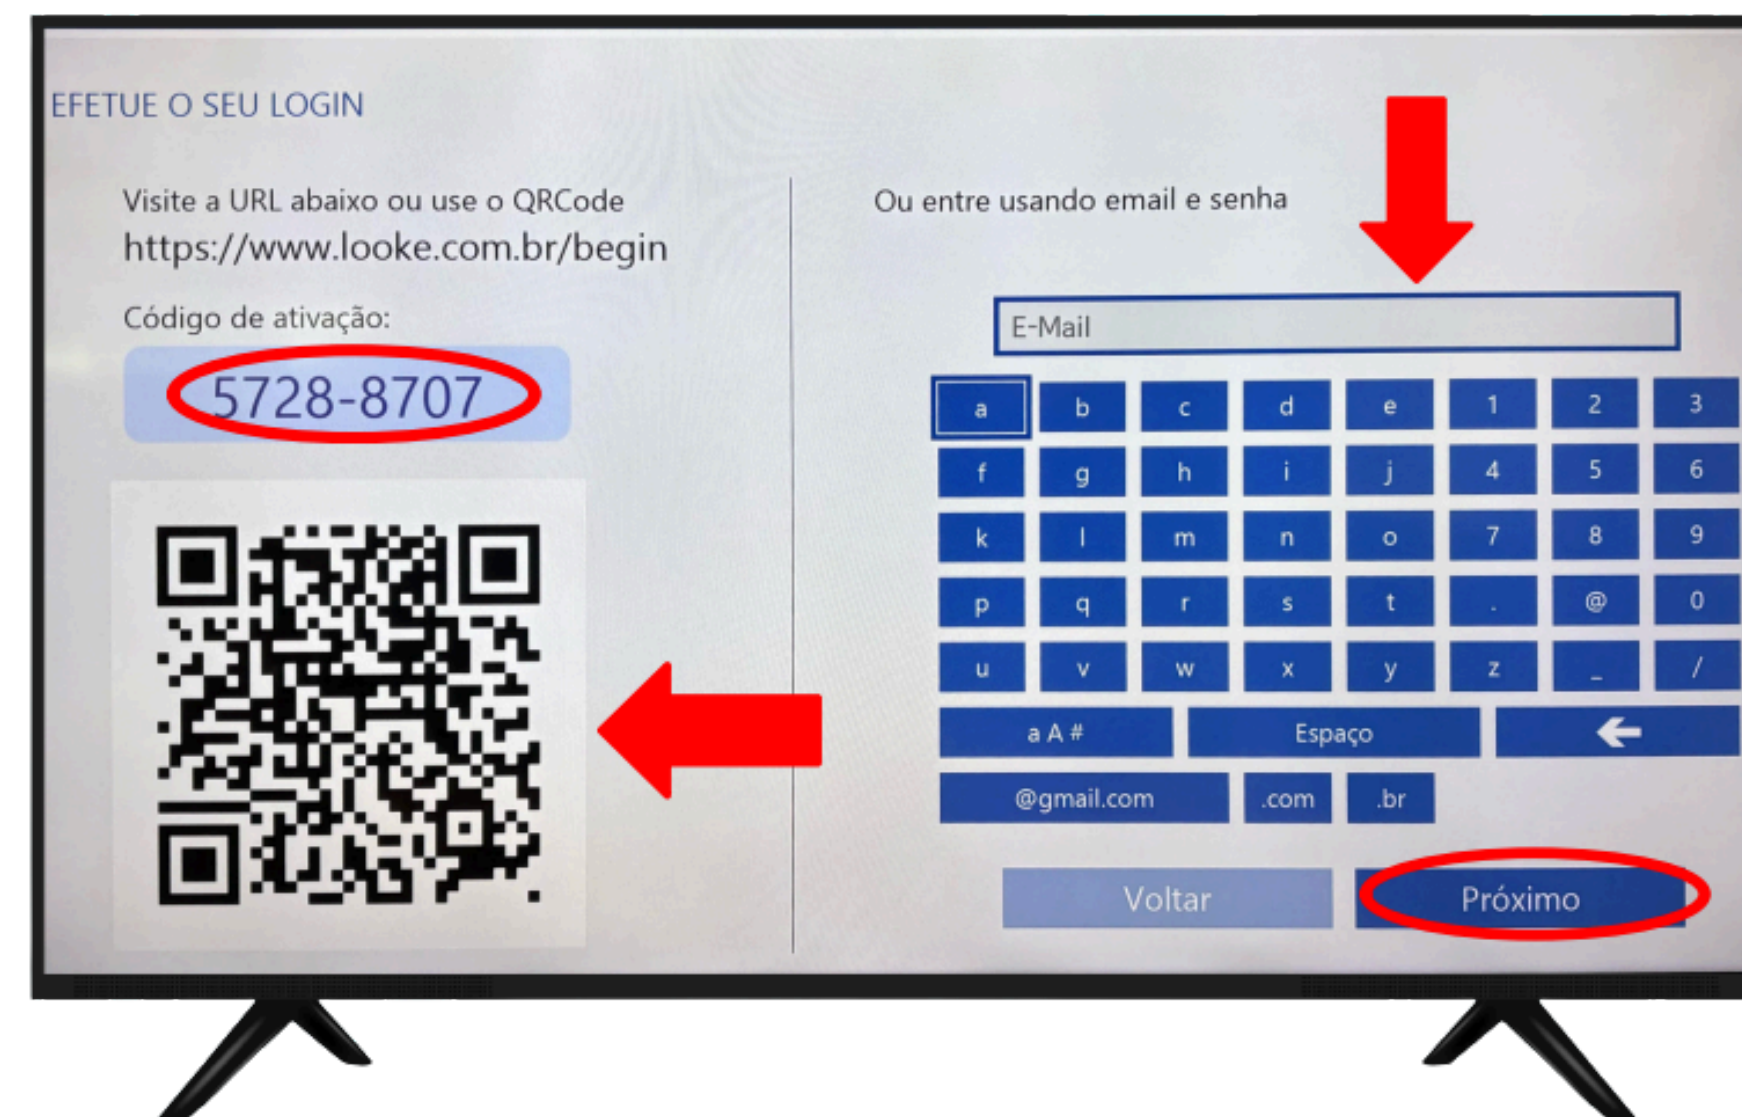 EFETUE O SEU LOGIN
Visite a URL abaixo ou use o QRCode
https://www.looke.com.br/begin
Código de ativação:
5728-8707
Ou entre usando email e senha
E-Mail
a b c d e 1 2 3
f g h i j 4 5 6
k l m n o 7 8 9
p q r s t . @ 0
u v w x y z _ /
a A # Espaço
@gmail.com .com .br
Voltar Próximo